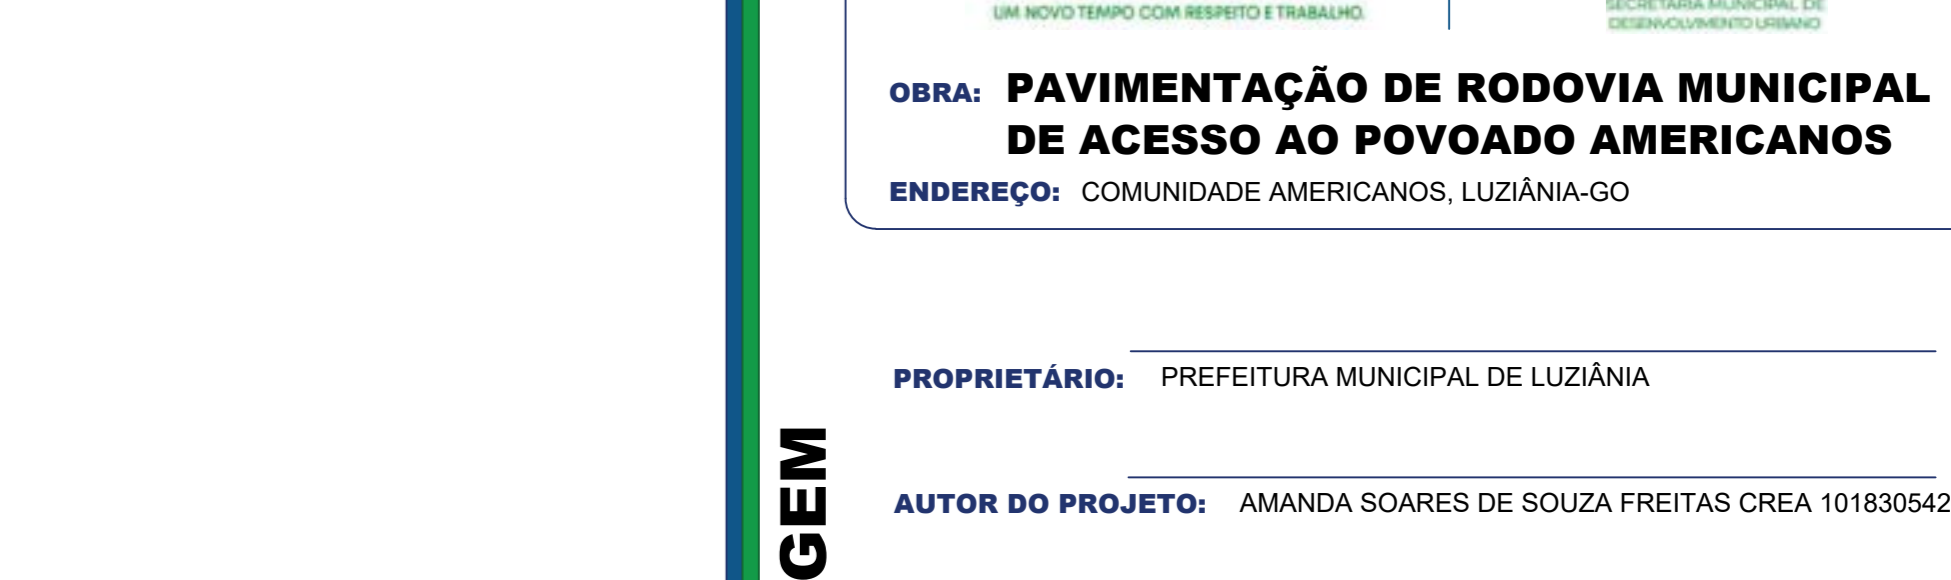 UM NOVO TEMPO COM RESPEITO E TRABALHO.
SECRETARIA MUNICIPAL DE
DESENVOLVIMENTO URBANO
OBRA: PAVIMENTAÇÃO DE RODOVIA MUNICIPAL
DE ACESSO AO POVOADO AMERICANOS
ENDEREÇO: COMUNIDADE AMERICANOS, LUZIÂNIA-GO
PROPRIETÁRIO: PREFEITURA MUNICIPAL DE LUZIÂNIA
AUTOR DO PROJETO: AMANDA SOARES DE SOUZA FREITAS CREA 101830542
GEM